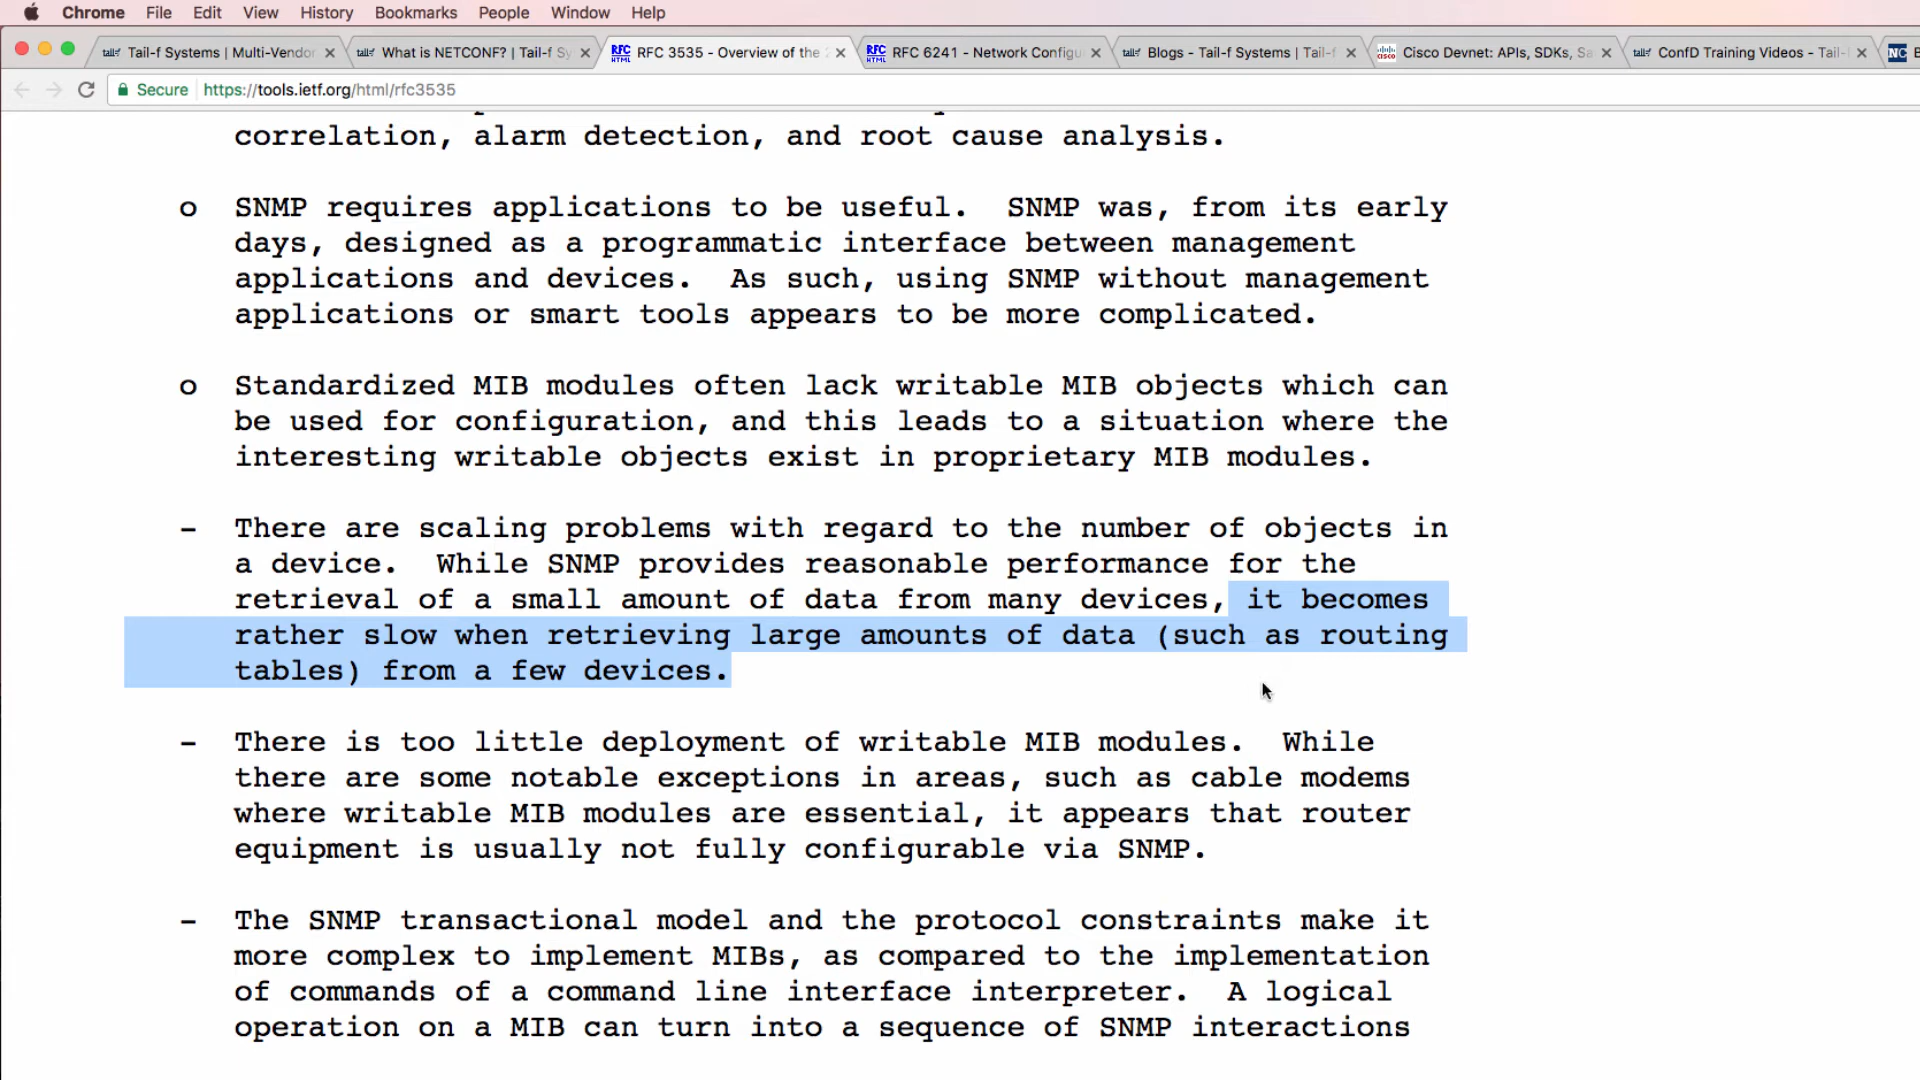 Chrome File Edit View History Bookmarks People Window Help
Tail-f Systems | Multi-Vendo What is NETCONF? | Tail-f Sy RFC HTML RFC 3535 - Overview of the RFC HTML RFC 6241 - Network Configu Blogs - Tail-f Systems | Tail-f Cisco Devnet: APIs, SDKs, Sa ConfD Training Videos - Tail- NC
Secure https://tools.ietf.org/html/rfc3535
correlation, alarm detection, and root cause analysis.
o SNMP requires applications to be useful. SNMP was, from its early
days, designed as a programmatic interface between management
applications and devices. As such, using SNMP without management
applications or smart tools appears to be more complicated.
o Standardized MIB modules often lack writable MIB objects which can
be used for configuration, and this leads to a situation where the
interesting writable objects exist in proprietary MIB modules.
- There are scaling problems with regard to the number of objects in
a device. While SNMP provides reasonable performance for the
retrieval of a small amount of data from many devices, it becomes
rather slow when retrieving large amounts of data (such as routing
tables) from a few devices.
- There is too little deployment of writable MIB modules. While
there are some notable exceptions in areas, such as cable modems
where writable MIB modules are essential, it appears that router
equipment is usually not fully configurable via SNMP.
- The SNMP transactional model and the protocol constraints make it
more complex to implement MIBs, as compared to the implementation
of commands of a command line interface interpreter. A logical
operation on a MIB can turn into a sequence of SNMP interactions